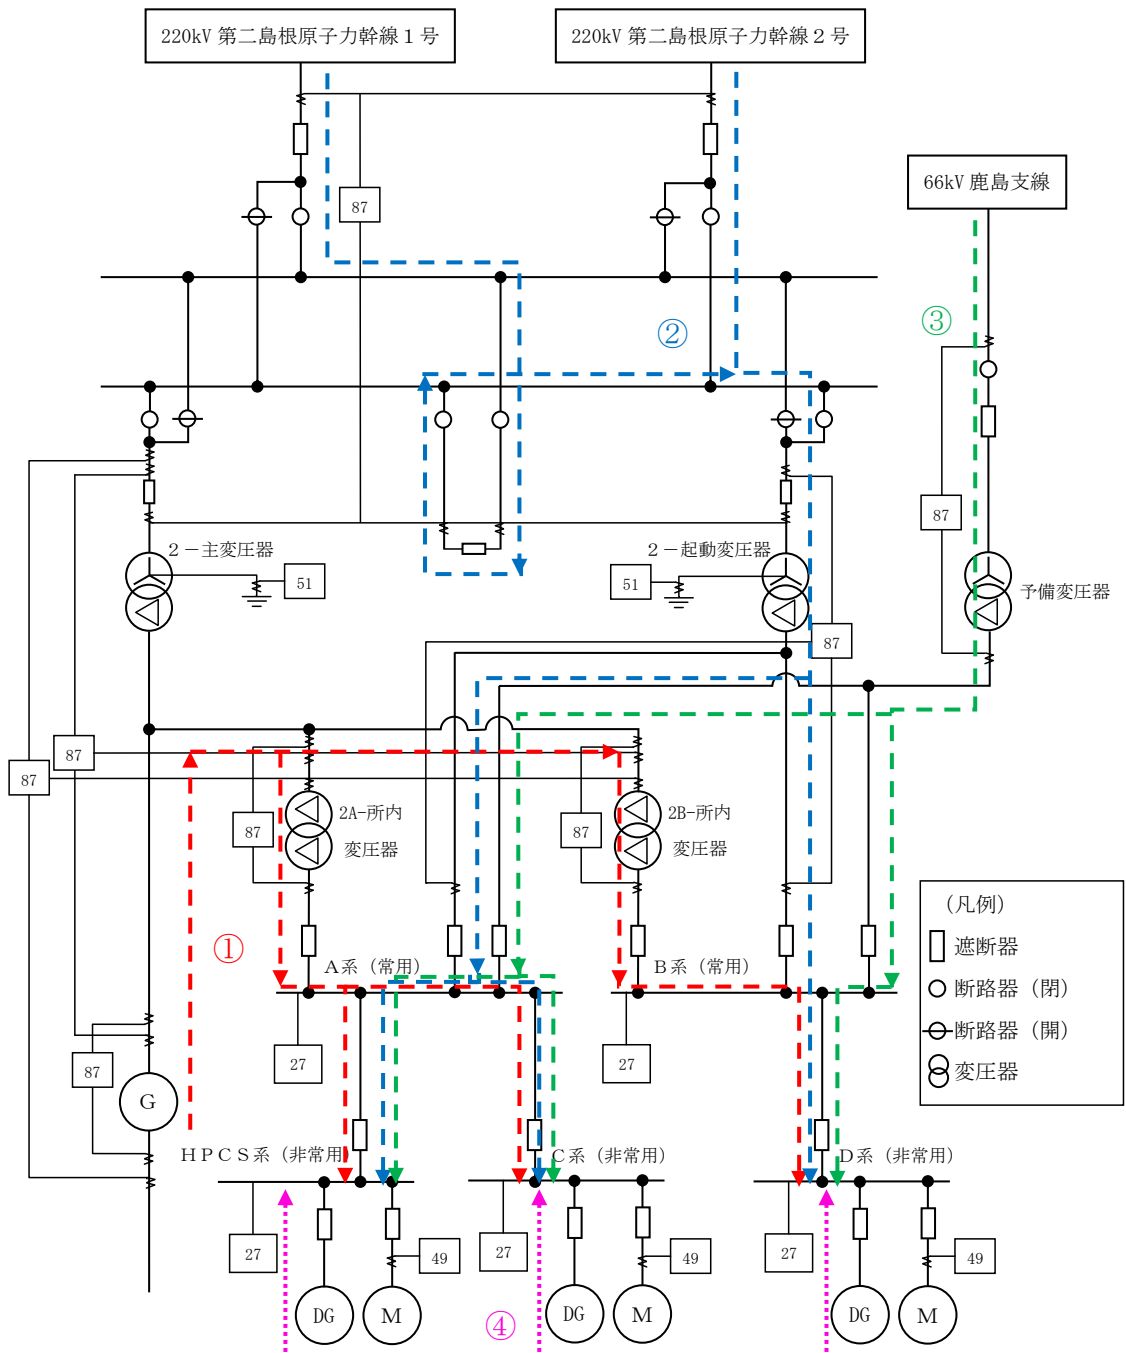 220kV 第二島根原子力幹線１号
220kV 第二島根原子力幹線２号
66kV 鹿島支線
87
③
②
87
２－主変圧器
51
２－起動変圧器
51
予備変圧器
87
87
87
87
2A-所内
変圧器
87
2B-所内
変圧器
87
（凡例）
遮断器
断路器（閉）
断路器（開）
変圧器
①
A系（常用）
B系（常用）
27
27
87
G
ＨＰＣＳ系（非常用）
C系（非常用）
D系（非常用）
27
49
27
49
27
49
DG
M
④
DG
M
DG
M